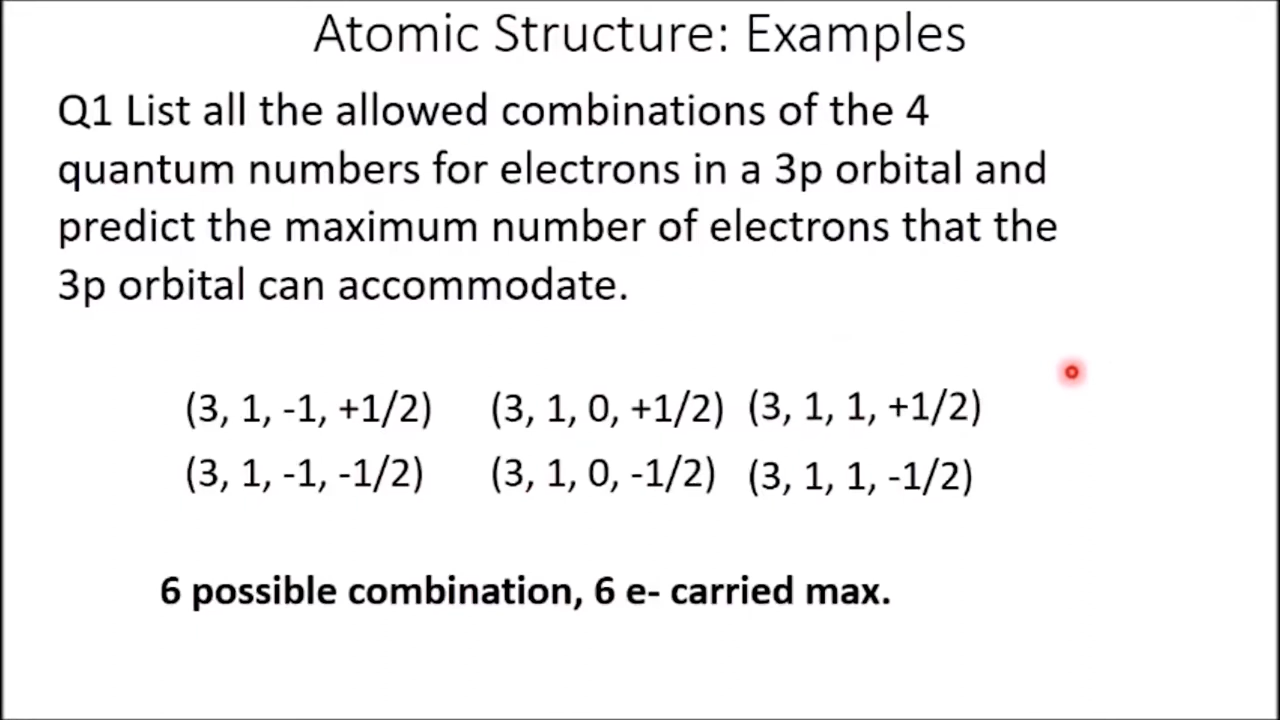 Atomic Structure: Examples
Q1 List all the allowed combinations of the 4
quantum numbers for electrons in a 3p orbital and
predict the maximum number of electrons that the
3p orbital can accommodate.
(3, 1, -1, +1/2) (3, 1, 0, +1/2) (3, 1, 1, +1/2)
(3, 1, -1, -1/2) (3, 1, 0, -1/2) (3, 1, 1, -1/2)
6 possible combination, 6 e- carried max.